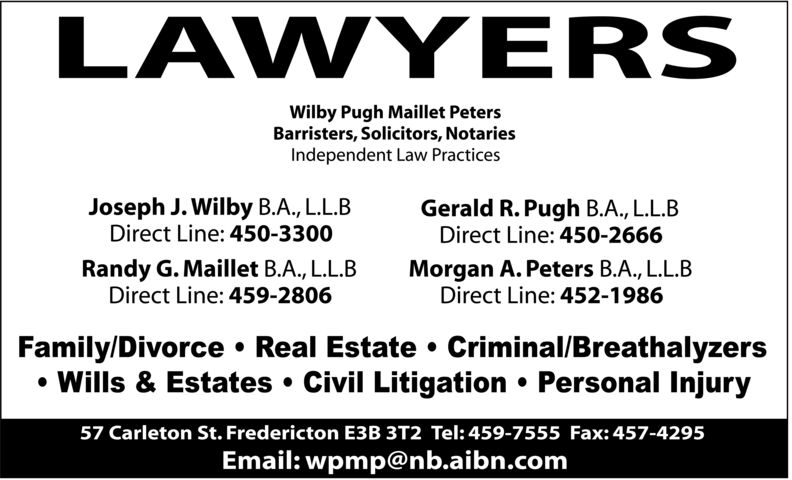 LAWYERS
Wilby Pugh Maillet Peters
Barristers, Solicitors, Notaries
Independent Law Practices
Joseph J. Wilby B.A., L.L.B
Direct Line: 450-3300
Gerald R. Pugh B.A., L.L.B
Direct Line: 450-2666
Randy G. Maillet B.A., L.L.B
Direct Line: 459-2806
Morgan A. Peters B.A., L.L.B
Direct Line: 452-1986
Family/Divorce • Real Estate • Criminal/Breathalyzers
• Wills & Estates • Civil Litigation • Personal Injury
57 Carleton St. Fredericton E3B 3T2 Tel: 459-7555 Fax: 457-4295
Email: wpmp@nb.aibn.com